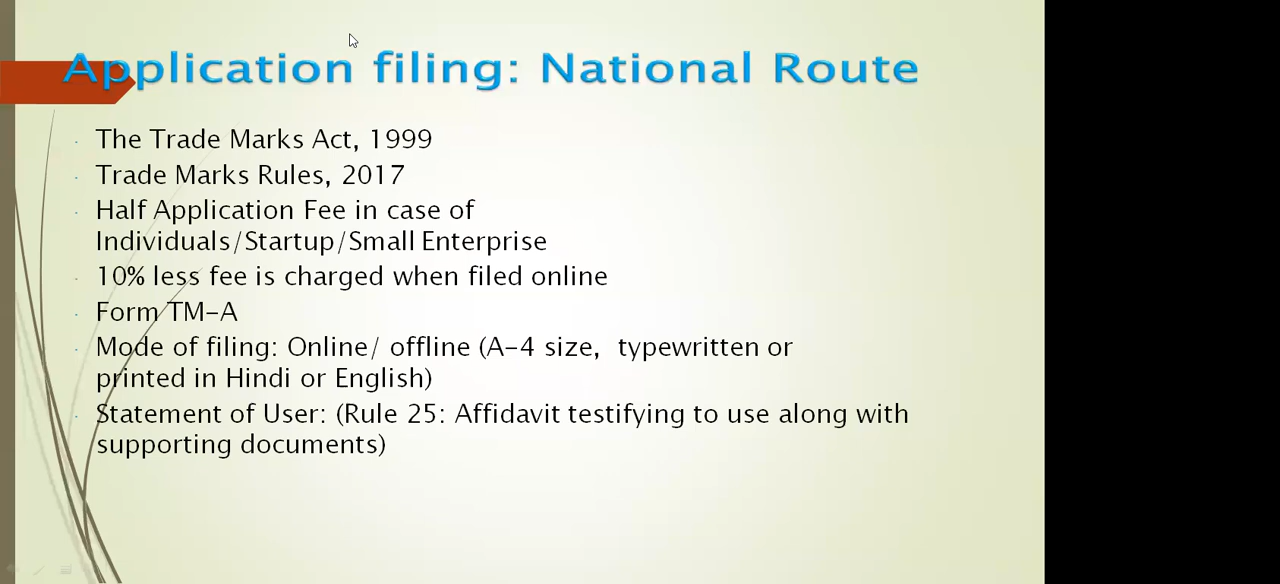 Application filing: National Route
The Trade Marks Act, 1999
Trade Marks Rules, 2017
Half Application Fee in case of
Individuals/Startup/Small Enterprise
10% less fee is charged when filed online
Form TM-A
Mode of filing: Online/ offline (A-4 size, typewritten or
printed in Hindi or English)
Statement of User: (Rule 25: Affidavit testifying to use along with
supporting documents)